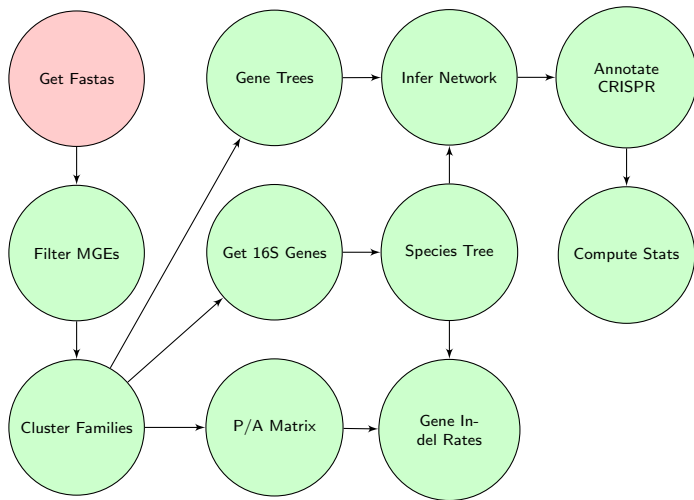 Get Fastas
Gene Trees
Infer Network
Annotate
CRISPR
Filter MGEs
Get 16S Genes
Species Tree
Compute Stats
Cluster Families
P/A Matrix
Gene In-
del Rates